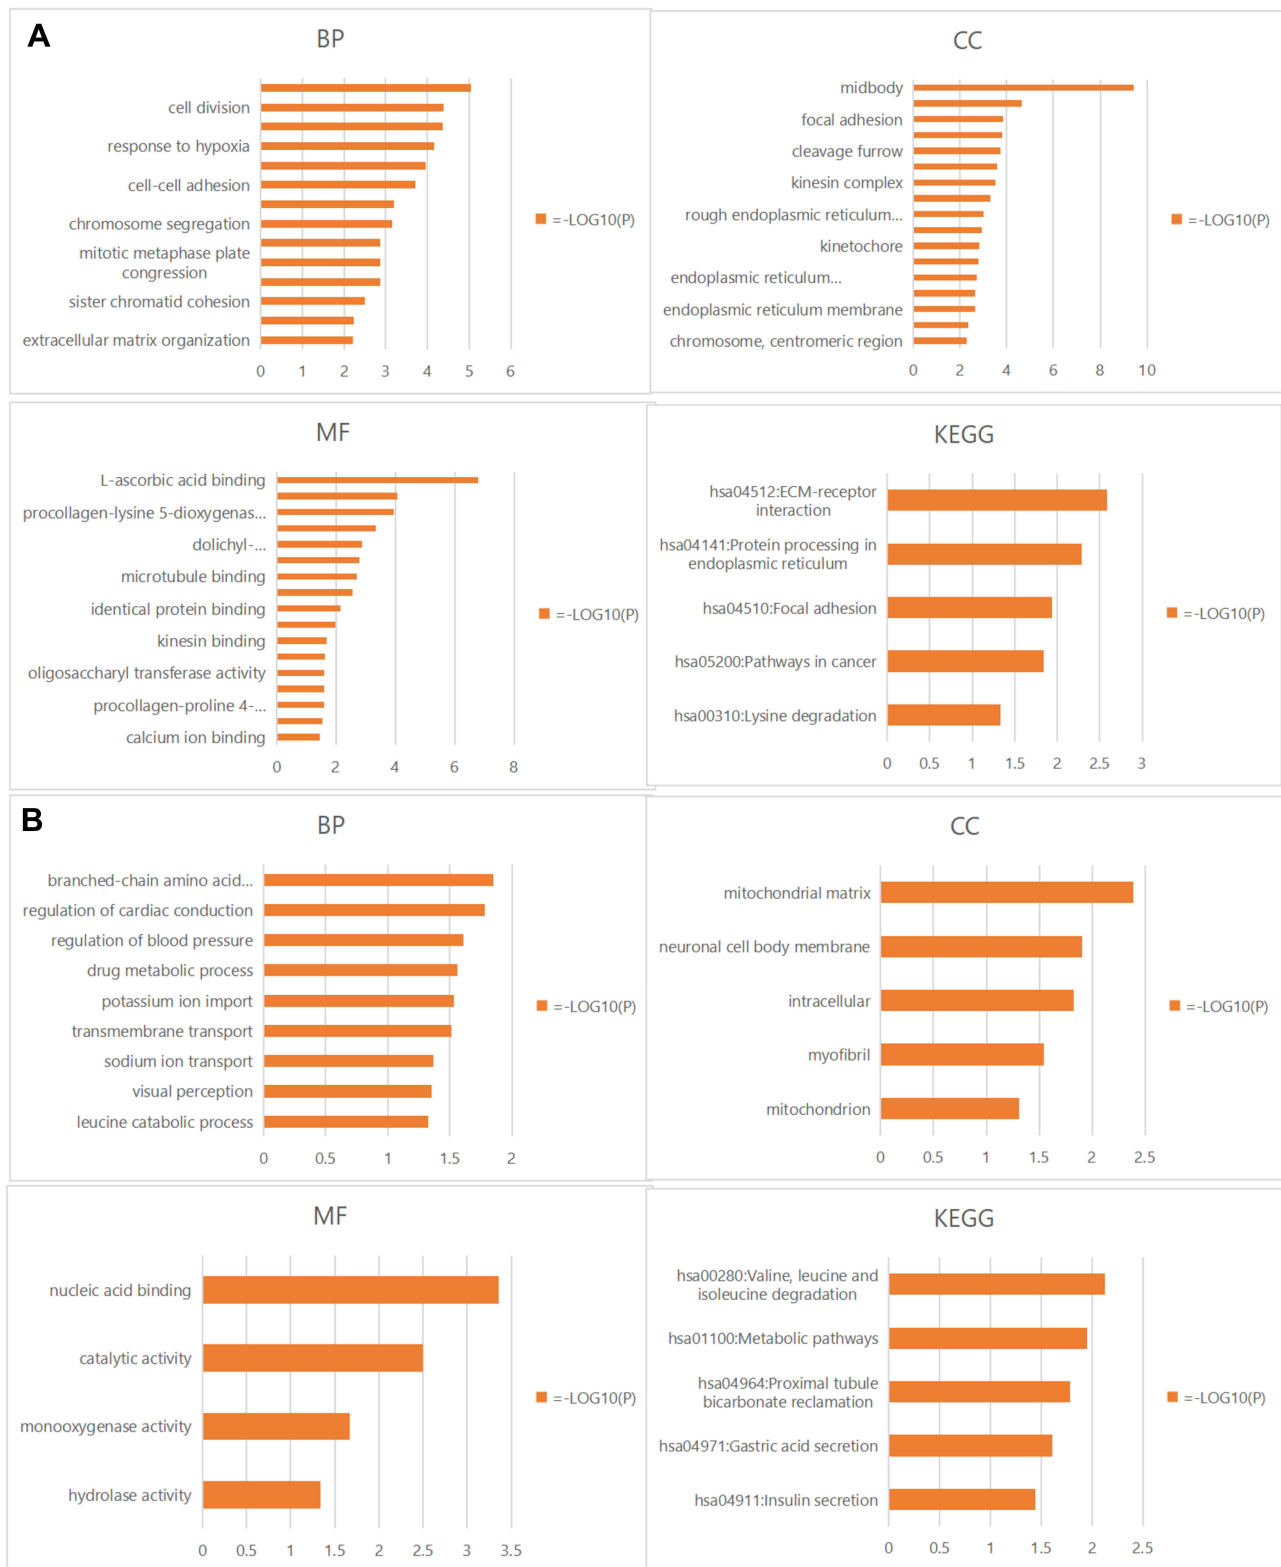 A
BP
cell division
response to hypoxia
cell-cell adhesion
chromosome segregation
mitotic metaphase plate
congression
sister chromatid cohesion
extracellular matrix organization
0 1 2 3 4 5 6
=-LOG10(P)
CC
midbody
focal adhesion
cleavage furrow
kinesin complex
rough endoplasmic reticulum...
kinetochore
endoplasmic reticulum...
endoplasmic reticulum membrane
chromosome, centromeric region
0 2 4 6 8 10
=-LOG10(P)
MF
L-ascorbic acid binding
procollagen-lysine 5-dioxygenas...
dolichyl-...
microtubule binding
identical protein binding
kinesin binding
oligosaccharyl transferase activity
procollagen-proline 4-...
calcium ion binding
0 2 4 6 8
=-LOG10(P)
KEGG
hsa04512:ECM-receptor
interaction
hsa04141:Protein processing in
endoplasmic reticulum
hsa04510:Focal adhesion
hsa05200:Pathways in cancer
hsa00310:Lysine degradation
0 0.5 1 1.5 2 2.5 3
=-LOG10(P)
B
BP
branched-chain amino acid...
regulation of cardiac conduction
regulation of blood pressure
drug metabolic process
potassium ion import
transmembrane transport
sodium ion transport
visual perception
leucine catabolic process
0 0.5 1 1.5 2
=-LOG10(P)
CC
mitochondrial matrix
neuronal cell body membrane
intracellular
myofibril
mitochondrion
0 0.5 1 1.5 2 2.5
=-LOG10(P)
MF
nucleic acid binding
catalytic activity
monooxygenase activity
hydrolase activity
0 0.5 1 1.5 2 2.5 3 3.5
=-LOG10(P)
KEGG
hsa00280:Valine, leucine and
isoleucine degradation
hsa01100:Metabolic pathways
hsa04964:Proximal tubule
bicarbonate reclamation
hsa04971:Gastric acid secretion
hsa04911:Insulin secretion
0 0.5 1 1.5 2 2.5
=-LOG10(P)